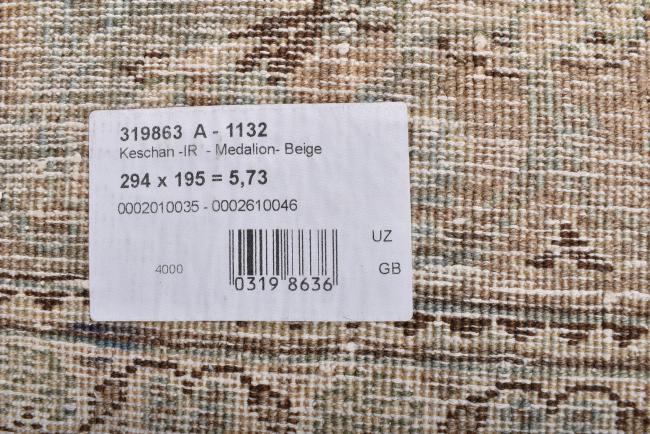 319863 A - 1132
Keschan -IR - Medalion- Beige
294 x 195 = 5,73
0002010035 - 0002610046
UZ
4000
GB
0319 8636